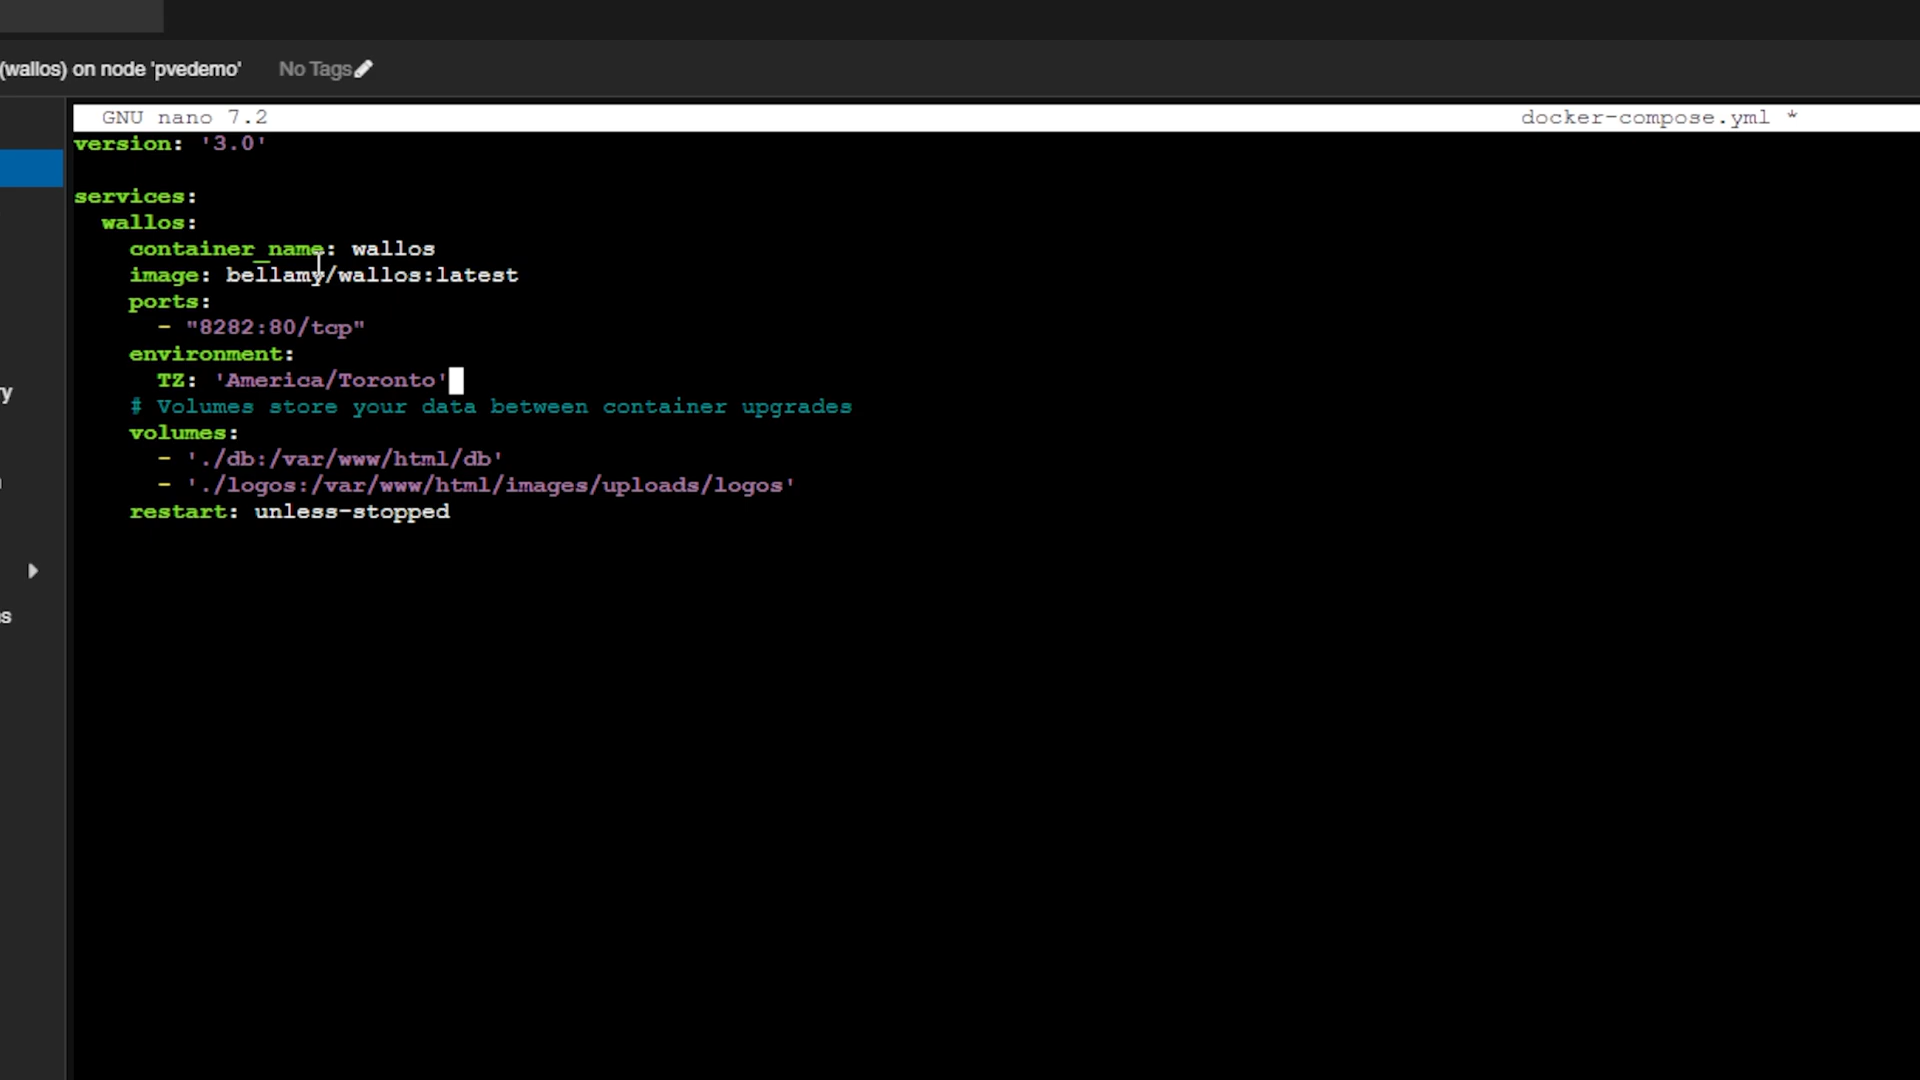 (wallos) on node 'pvedemo' No Tags
GNU nano 7.2 docker-compose.yml *
version: '3.0'
services:
wallos:
container_name: wallos
image: bellamy/wallos:latest
ports:
- "8282:80/tcp"
environment:
TZ: 'America/Toronto'
# Volumes store your data between container upgrades
volumes:
- './db:/var/www/html/db'
- './logos:/var/www/html/images/uploads/logos'
restart: unless-stopped